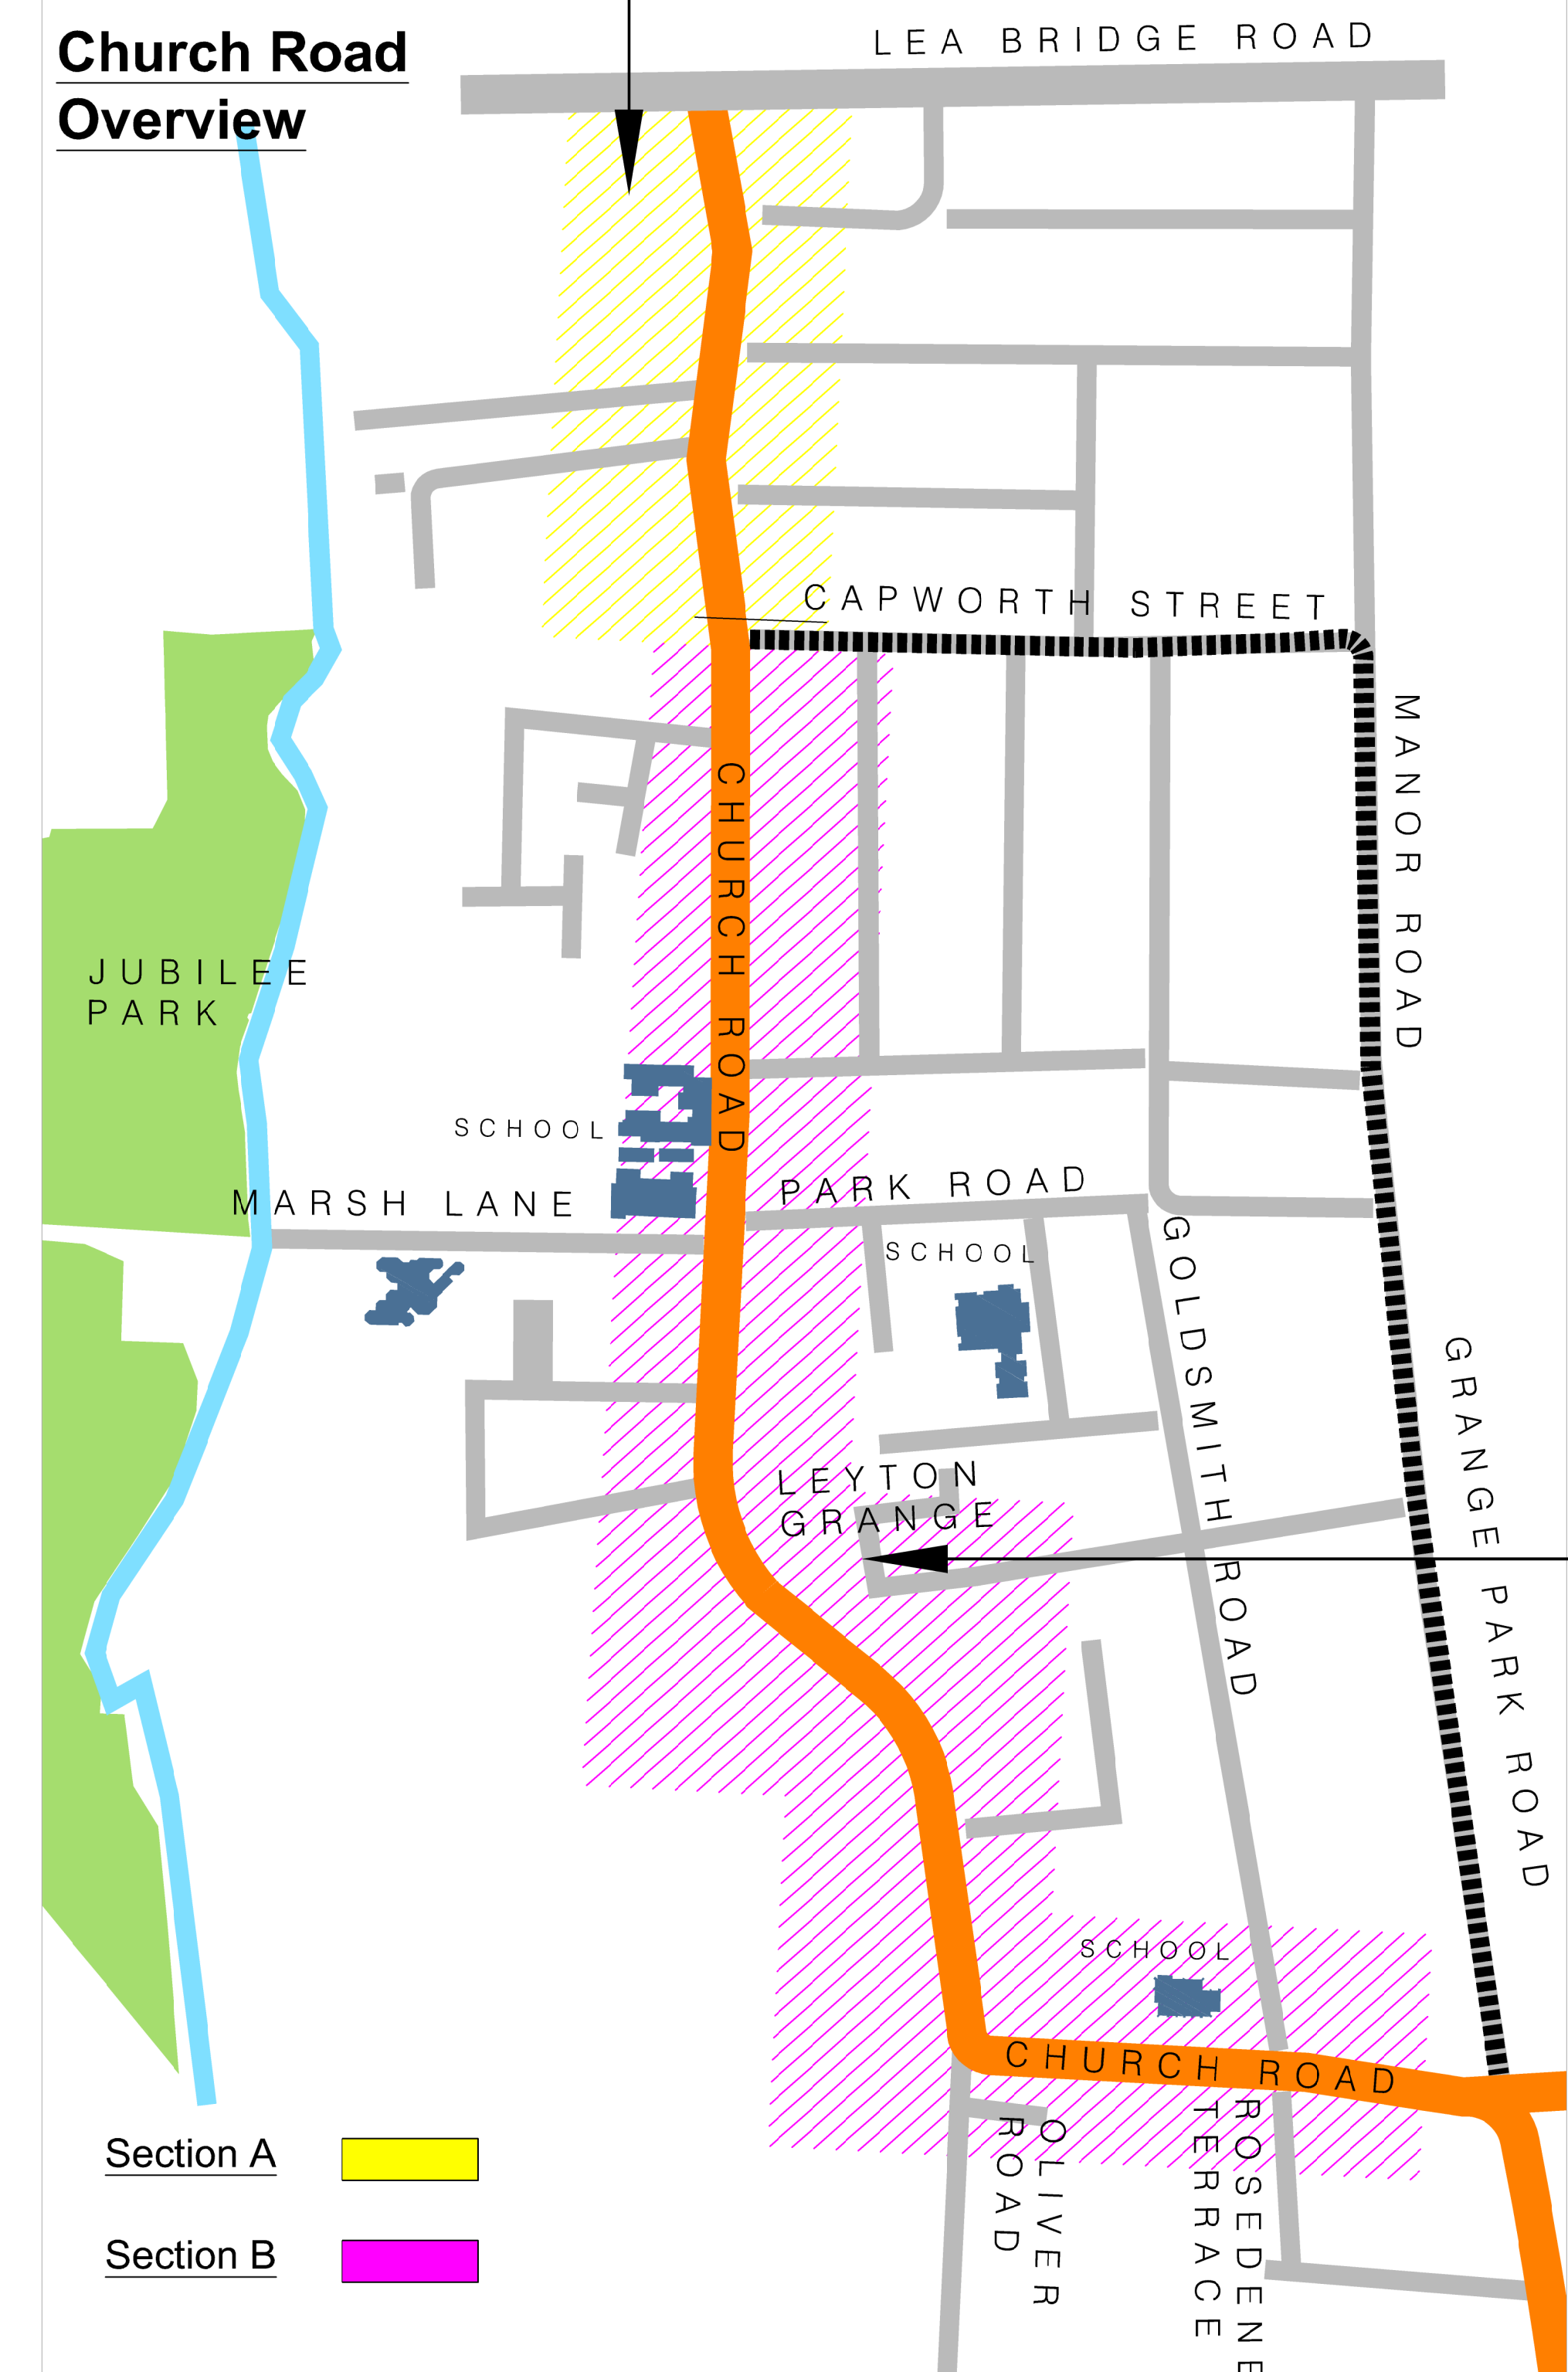 Church Road
Overview
LEA BRIDGE ROAD
CAPWORTH STREET
MANOR ROAD
CHURCH ROAD
JUBILEE
PARK
SCHOOL
MARSH LANE
PARK ROAD
SCHOOL
GOLDSMITH ROAD
GRANGE PARK ROAD
LEYTON
GRANGE
SCHOOL
CHURCH ROAD
OLIVER
ROAD
ROSEDENE
TERRACE
Section A
Section B